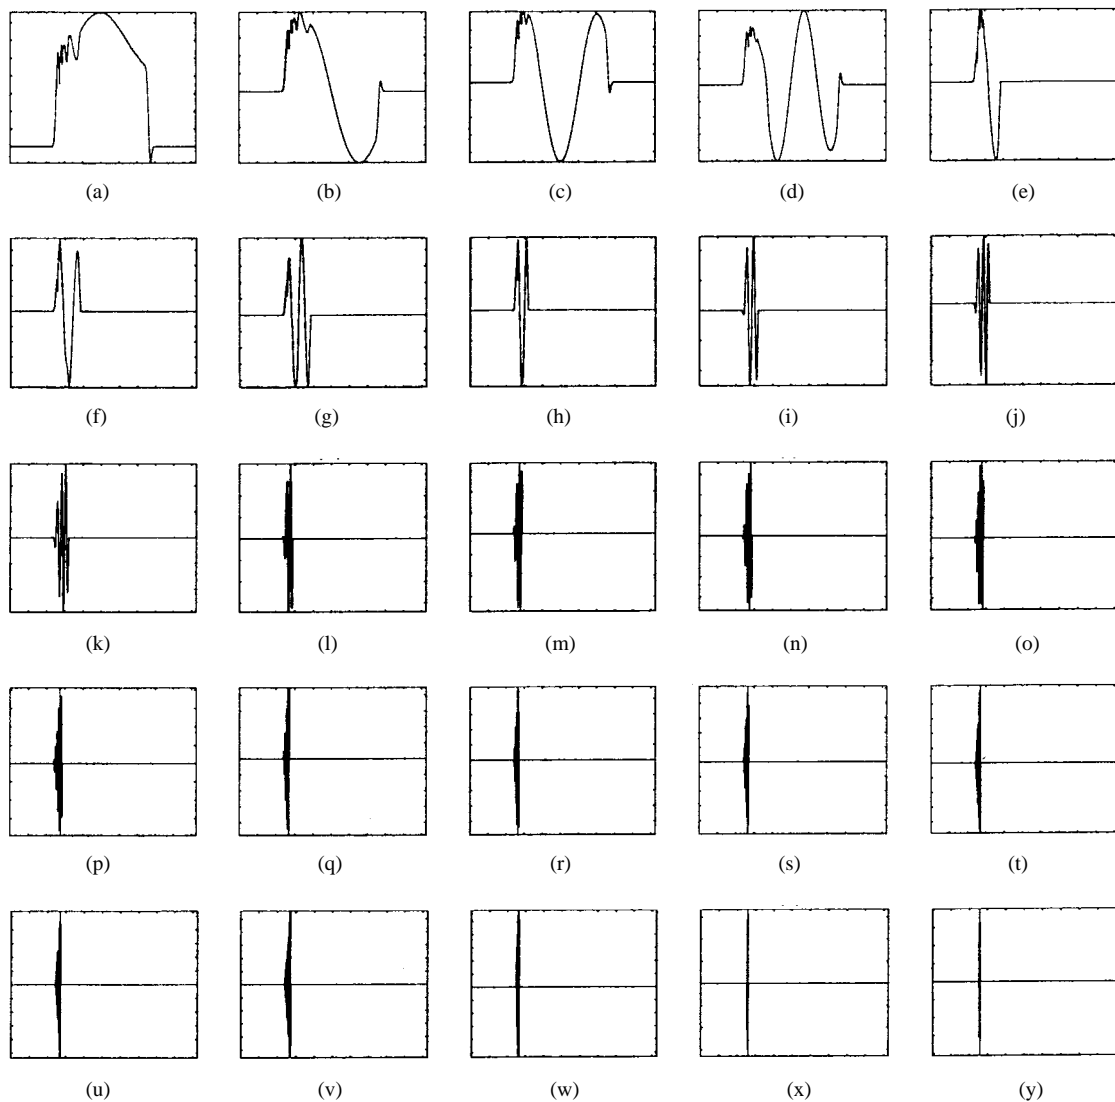 (a) (b) (c) (d) (e)
(f) (g) (h) (i) (j)
(k) (l) (m) (n) (o)
(p) (q) (r) (s) (t)
(u) (v) (w) (x) (y)